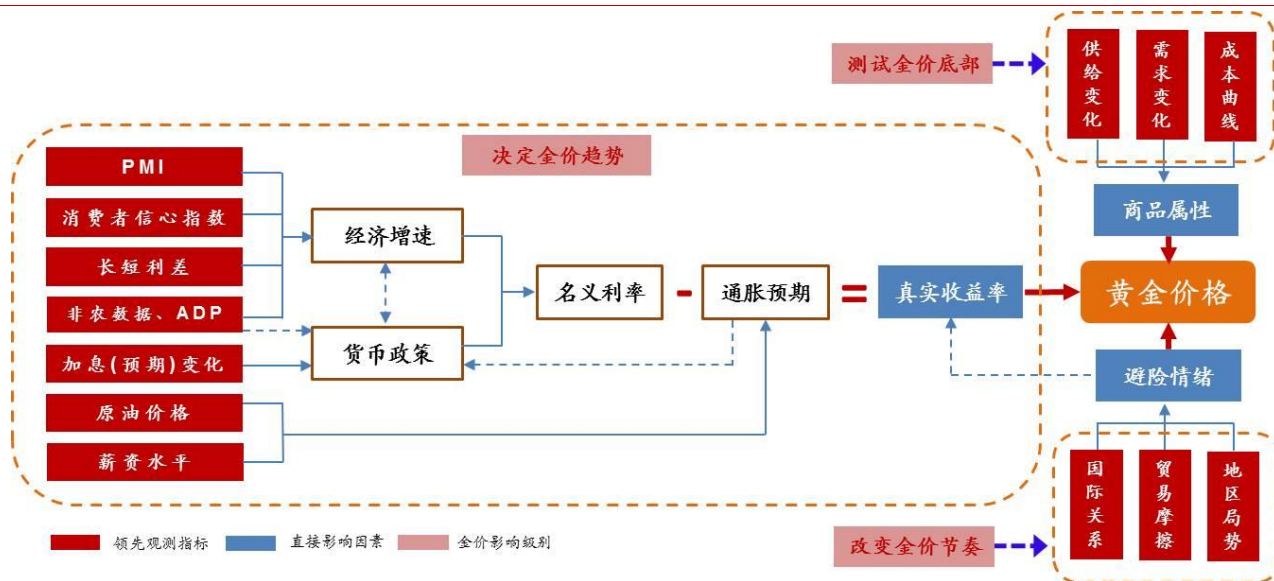 测试金价底部
供给变化
需求变化
成本曲线
决定金价趋势
PMI
消费者信心指数
长短利差
非农数据、ADP
加息(预期)变化
原油价格
薪资水平
经济增速
货币政策
名义利率
-
通胀预期
=
真实收益率
商品属性
黄金价格
避险情绪
国际关系
贸易摩擦
地区局势
改变金价节奏
领先观测指标
直接影响因素
金价影响级别